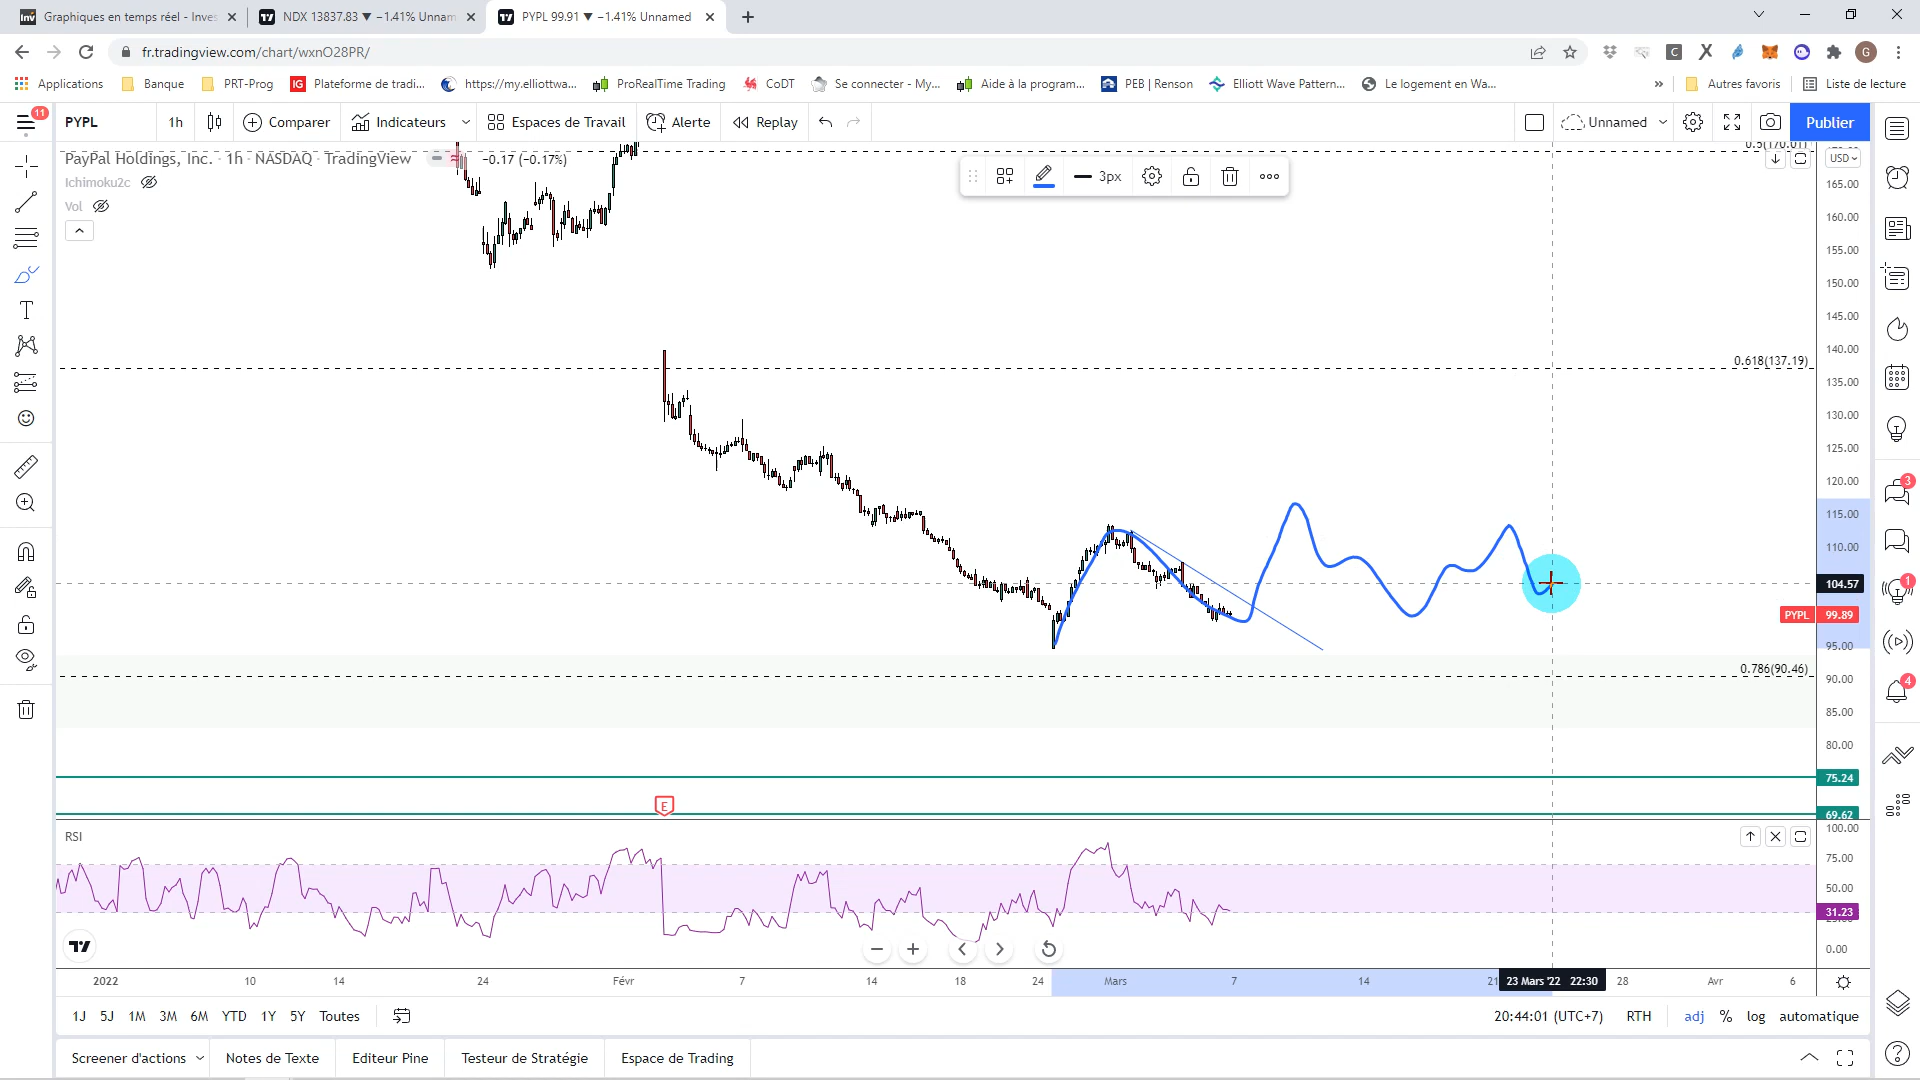 Graphiques en temps réel - Inves
NDX 13837.83 ▼ −1.41% Unnam
PYPL 99.91 ▼ −1.41% Unnamed
fr.tradingview.com/chart/wxnO28PR/
Applications
Banque
PRT-Prog
Plateforme de tradi...
https://my.elliottwa...
ProRealTime Trading
CoDT
Se connecter - My...
Aide à la program...
PEB | Renson
Elliott Wave Pattern...
Le logement en Wa...
»
Autres favoris
Liste de lecture
11
PYPL
1h
Comparer
Indicateurs
Espaces de Travail
Alerte
Replay
Unnamed
Publier
PayPal Holdings, Inc. · 1h · NASDAQ · TradingView
−0.17 (−0.17%)
Ichimoku2c
Vol
3px
0.5(170.01)
USD
165.00
160.00
155.00
150.00
145.00
140.00
0.618(137.19)
135.00
130.00
125.00
120.00
115.00
110.00
104.57
PYPL 99.89
95.00
0.786(90.46)
90.00
85.00
80.00
75.24
69.62
E
RSI
100.00
75.00
50.00
31.23
0.00
2022
10
14
24
Févr
7
14
18
24
Mars
7
14
21
23 Mars '22 22:30
28
Avr
6
1J
5J
1M
3M
6M
YTD
1Y
5Y
Toutes
20:44:01 (UTC+7)
RTH
adj
%
log
automatique
Screener d'actions
Notes de Texte
Editeur Pine
Testeur de Stratégie
Espace de Trading
3
1
4
G